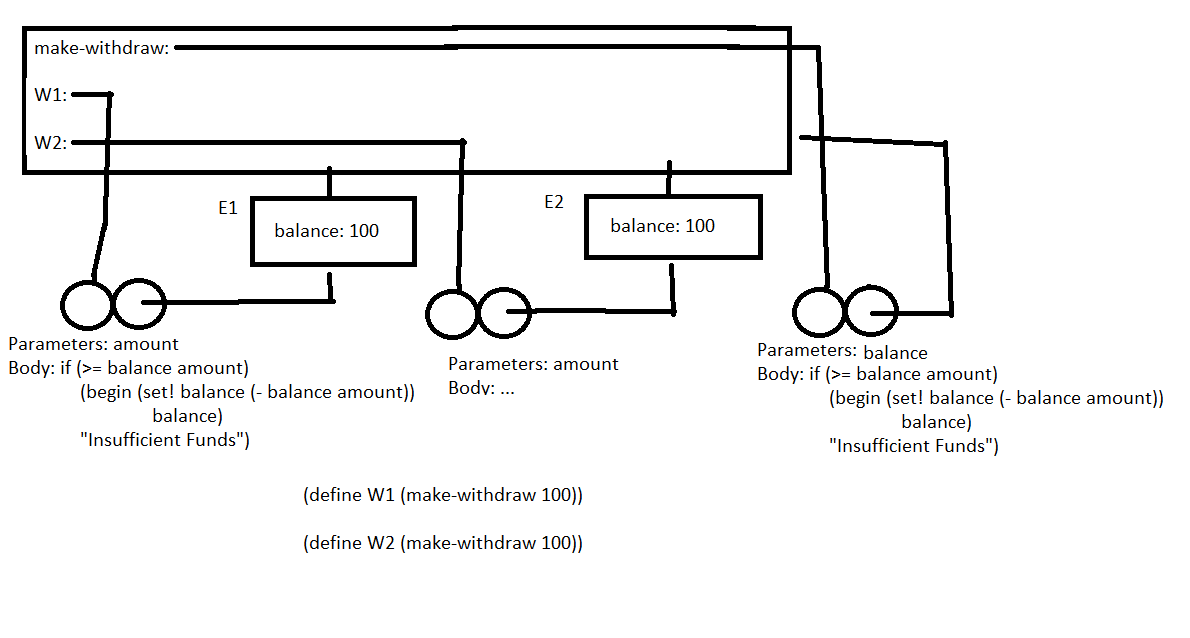 make-withdraw:
W1:
W2:
E1
balance: 100
E2
balance: 100
Parameters: amount
Body: if (>= balance amount)
(begin (set! balance (- balance amount))
balance)
"Insufficient Funds")
Parameters: amount
Body: ...
Parameters: balance
Body: if (>= balance amount)
(begin (set! balance (- balance amount))
balance)
"Insufficient Funds")
(define W1 (make-withdraw 100))
(define W2 (make-withdraw 100))